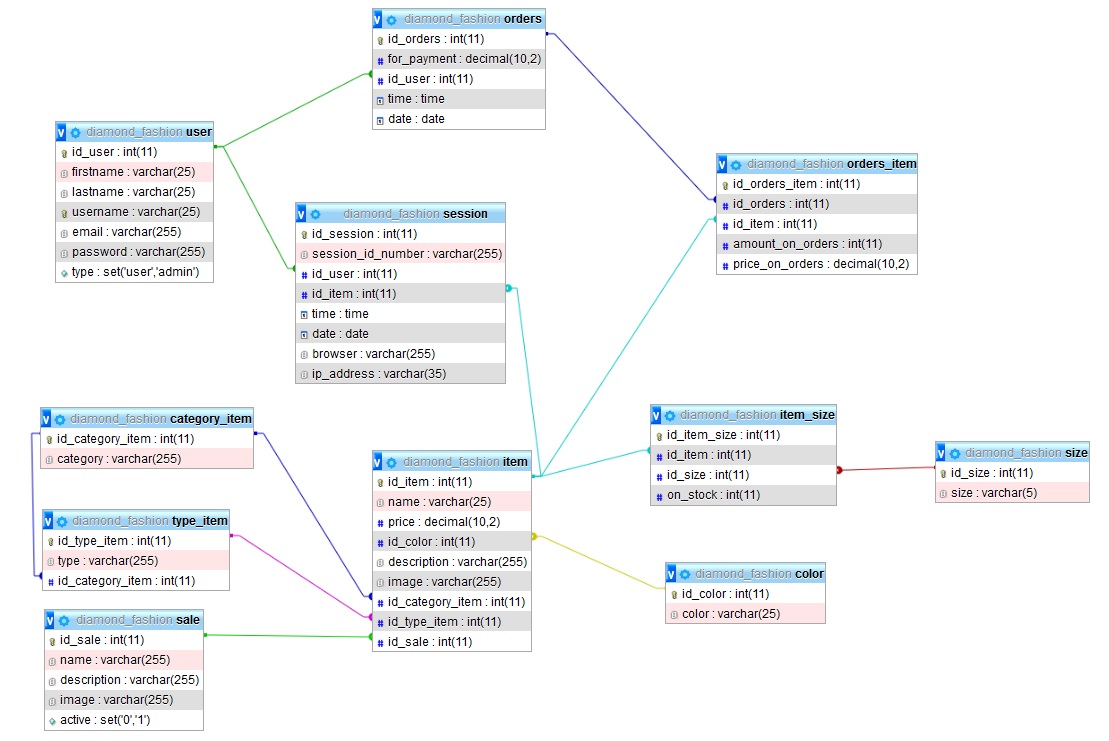 diamond_fashion orders
id_orders : int(11)
for_payment : decimal(10,2)
id_user : int(11)
time : time
date : date
diamond_fashion user
id_user : int(11)
firstname : varchar(25)
lastname : varchar(25)
username : varchar(25)
email : varchar(255)
password : varchar(255)
type : set('user','admin')
diamond_fashion session
id_session : int(11)
session_id_number : varchar(255)
id_user : int(11)
id_item : int(11)
time : time
date : date
browser : varchar(255)
ip_address : varchar(35)
diamond_fashion orders_item
id_orders_item : int(11)
id_orders : int(11)
id_item : int(11)
amount_on_orders : int(11)
price_on_orders : decimal(10,2)
diamond_fashion category_item
id_category_item : int(11)
category : varchar(255)
diamond_fashion type_item
id_type_item : int(11)
type : varchar(255)
id_category_item : int(11)
diamond_fashion sale
id_sale : int(11)
name : varchar(255)
description : varchar(255)
image : varchar(255)
active : set('0','1')
diamond_fashion item
id_item : int(11)
name : varchar(25)
price : decimal(10,2)
id_color : int(11)
description : varchar(255)
image : varchar(255)
id_category_item : int(11)
id_type_item : int(11)
id_sale : int(11)
diamond_fashion item_size
id_item_size : int(11)
id_item : int(11)
id_size : int(11)
on_stock : int(11)
diamond_fashion size
id_size : int(11)
size : varchar(5)
diamond_fashion color
id_color : int(11)
color : varchar(25)